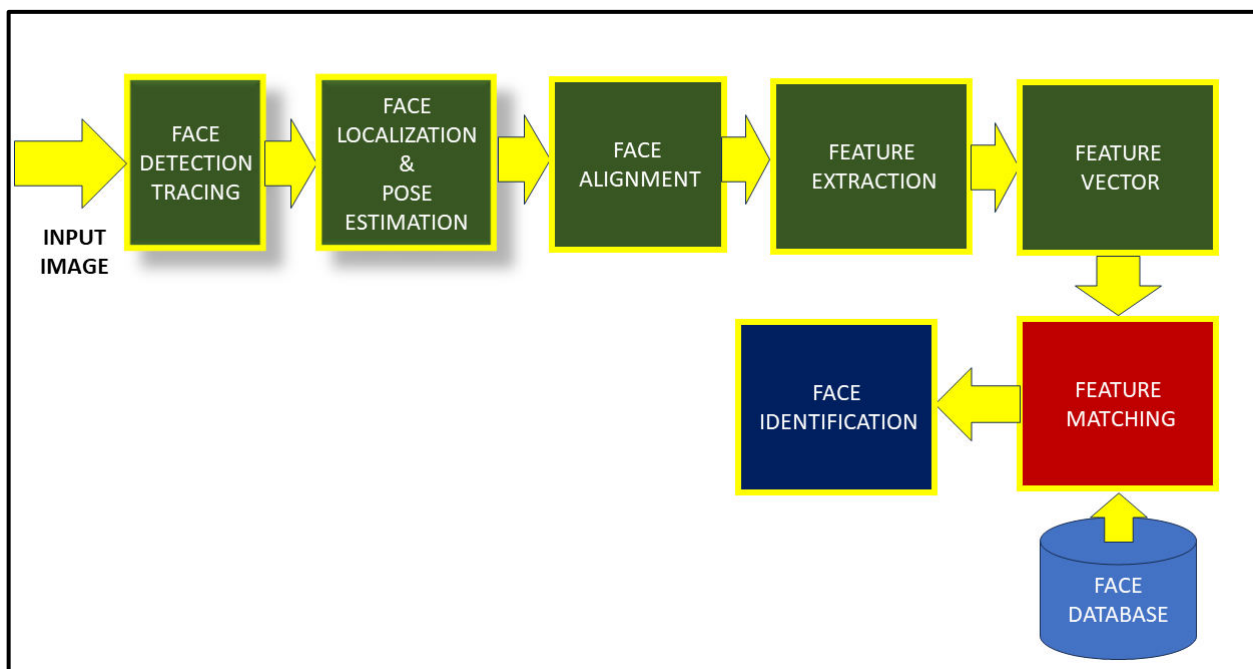 INPUT
IMAGE
FACE
DETECTION
TRACING
FACE
LOCALIZATION
&
POSE
ESTIMATION
FACE
ALIGNMENT
FEATURE
EXTRACTION
FEATURE
VECTOR
FEATURE
MATCHING
FACE
IDENTIFICATION
FACE
DATABASE